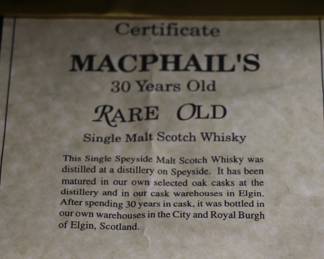 Certificate
MACPHAIL'S
30 Years Old
RARE OLD
Single Malt Scotch Whisky
This Single Speyside Malt Scotch Whisky was
distilled at a distillery on Speyside. It has been
matured in our own selected oak casks at the
distillery and in our cask warehouses in Elgin.
After spending 30 years in cask, it was bottled in
our own warehouses in the City and Royal Burgh
of Elgin, Scotland.